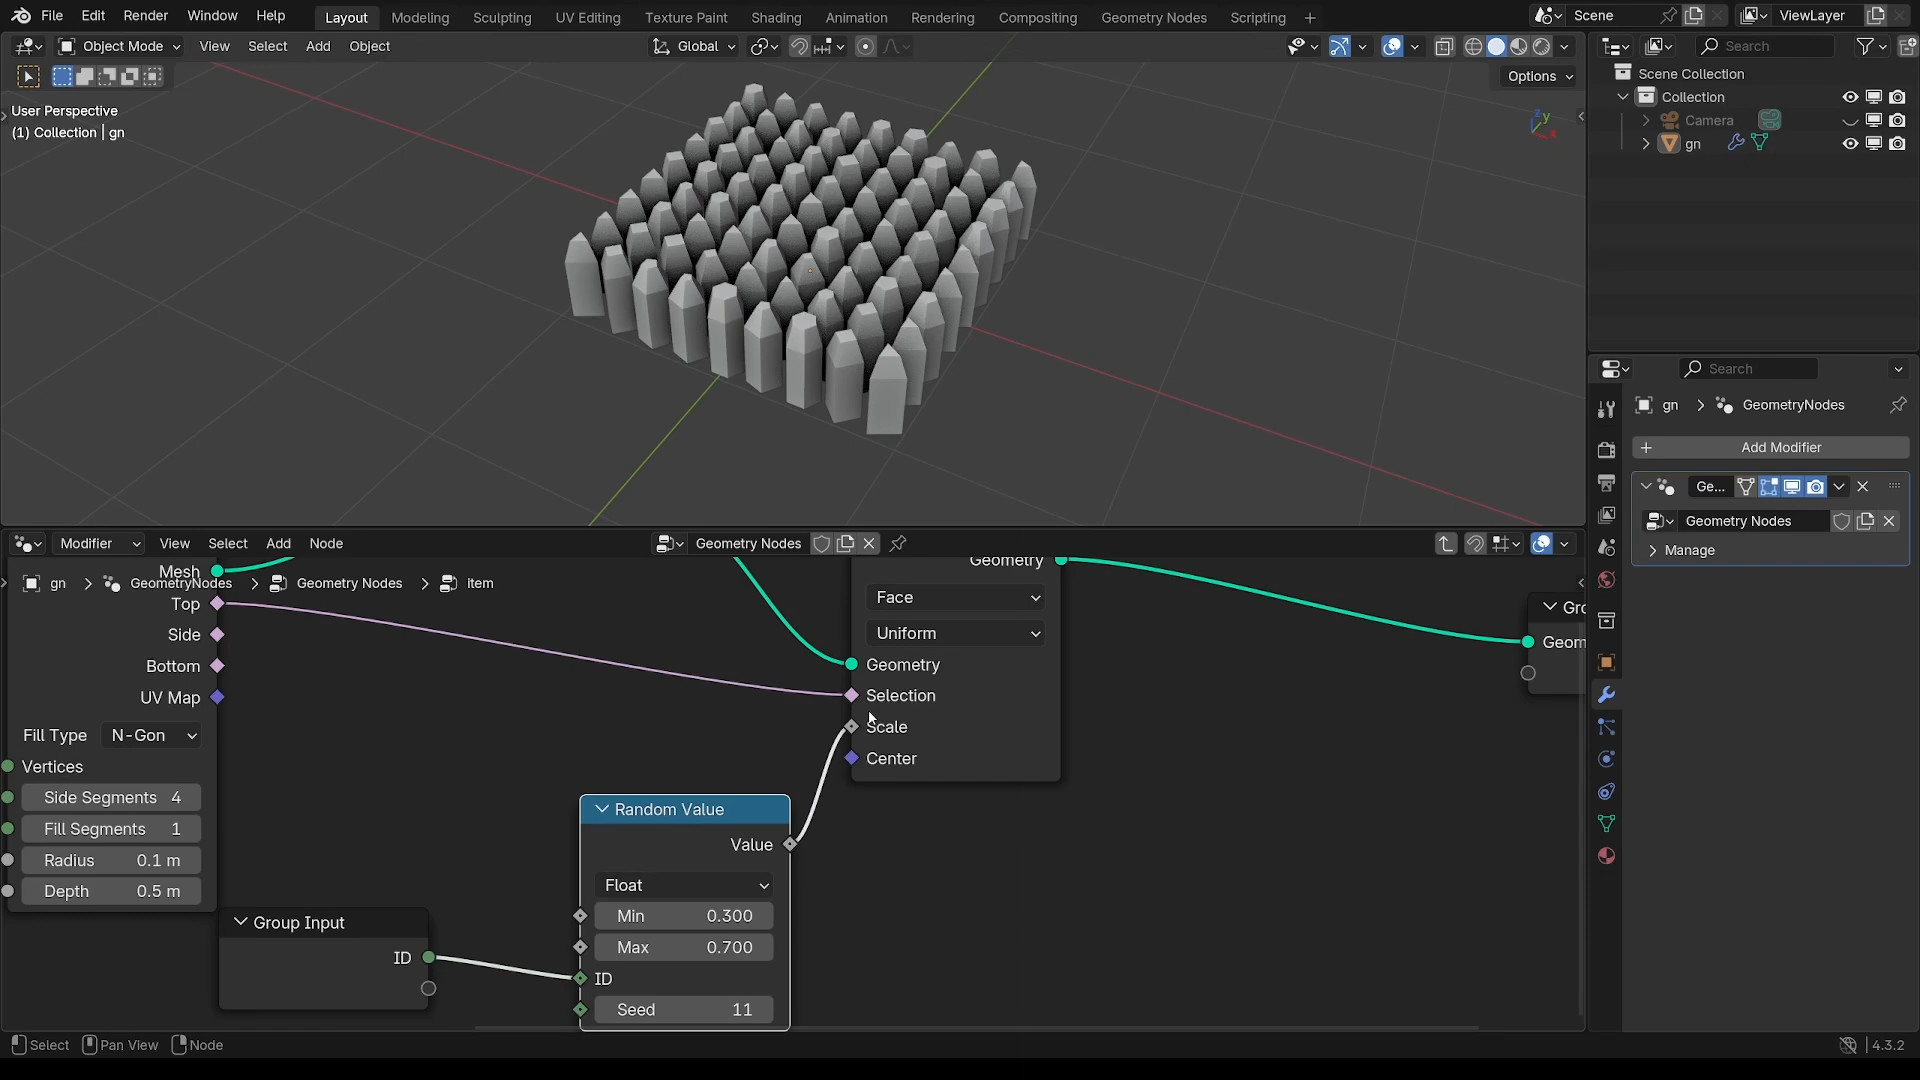 File Edit Render Window Help Layout Modeling Sculpting UV Editing Texture Paint Shading Animation Rendering Compositing Geometry Nodes Scripting Scene ViewLayer
Object Mode View Select Add Object Global Search
Options
User Perspective
(1) Collection | gn
z y x
Scene Collection
Collection
Camera
gn
Search
gn GeometryNodes
Add Modifier
Ge...
Geometry Nodes
Manage
Modifier View Select Add Node Geometry Nodes
gn GeometryNodes Geometry Nodes Item
Mesh
Top
Side
Bottom
UV Map
Fill Type N-Gon
Vertices
Side Segments 4
Fill Segments 1
Radius 0.1 m
Depth 0.5 m
Group Input
ID
Random Value
Value
Float
Min 0.300
Max 0.700
ID
Seed 11
Geometry
Face
Uniform
Geometry
Selection
Scale
Center
Gro
Geom
Select Pan View Node 4.3.2